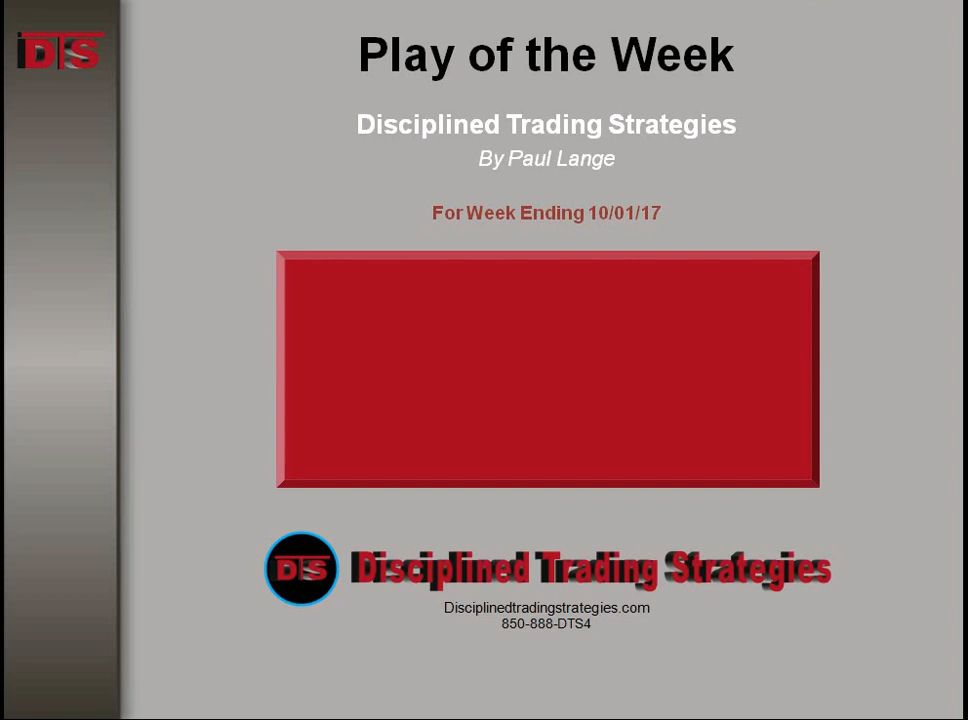 iDTS
Play of the Week
Disciplined Trading Strategies
By Paul Lange
For Week Ending 10/01/17
DTS Disciplined Trading Strategies
Disciplinedtradingstrategies.com
850-888-DTS4